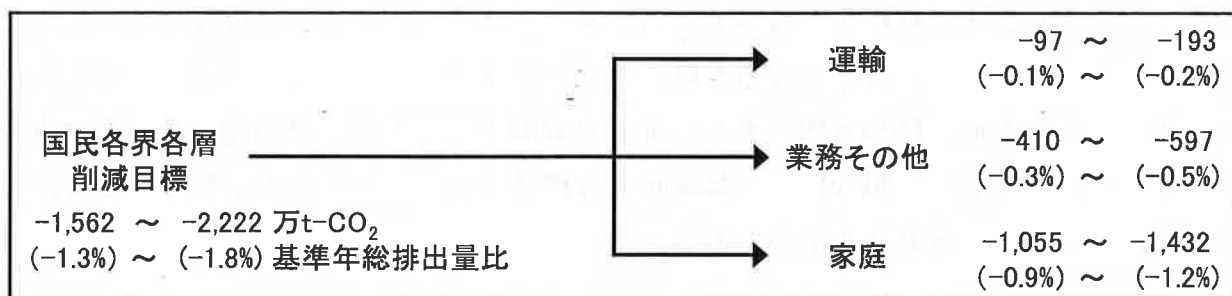 国民各界各層
削減目標
-1,562 ~ -2,222 万t-CO₂
(-1.3%) ~ (-1.8%) 基準年総排出量比
運輸
-97 ~ -193
(-0.1%) ~ (-0.2%)
業務その他
-410 ~ -597
(-0.3%) ~ (-0.5%)
家庭
-1,055 ~ -1,432
(-0.9%) ~ (-1.2%)